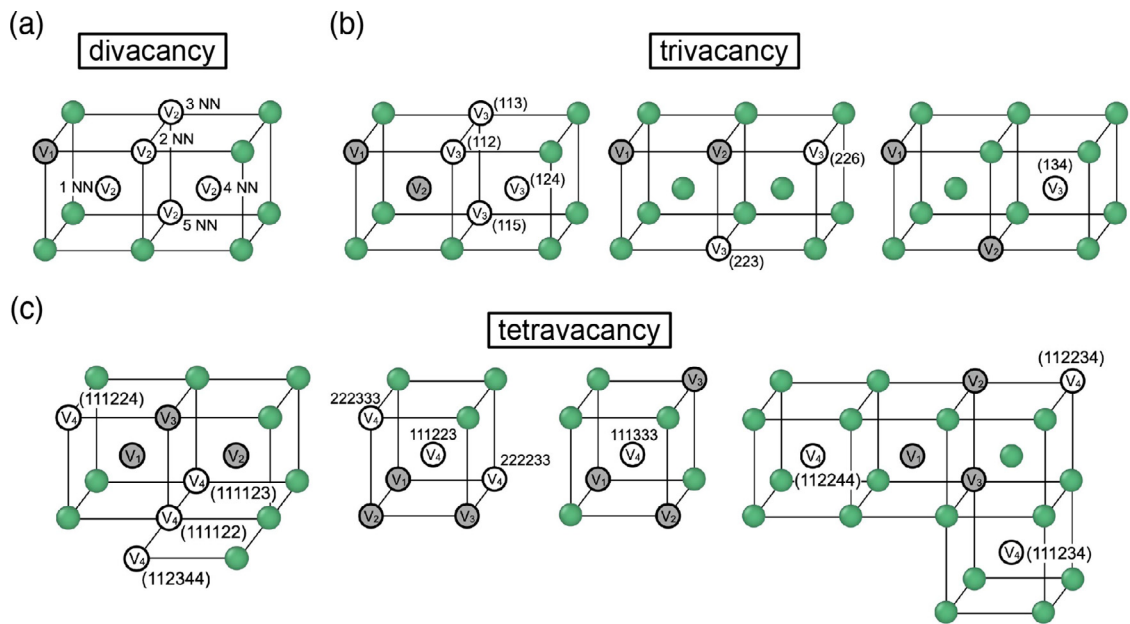 (a)
divacancy
V2 3 NN
V1
V2 2 NN
1 NN V2
V2 4 NN
V2
5 NN
(b)
trivacancy
V3 (113)
V1
V3 (112)
V2
V3 (124)
V3
(115)
V1
V2
V3
(226)
V3
(223)
V1
(134)
V3
V2
(c)
tetravacancy
V4 (111224)
V3
V1
V2
V4
(111123)
V4
(111122)
V4
(112344)
222333
V4
111223
V4
222233
V1
V4
V2
V3
V3
111333
V4
V1
V2
(112234)
V2
V4
V4
(112244)
V1
V3
V4 (111234)